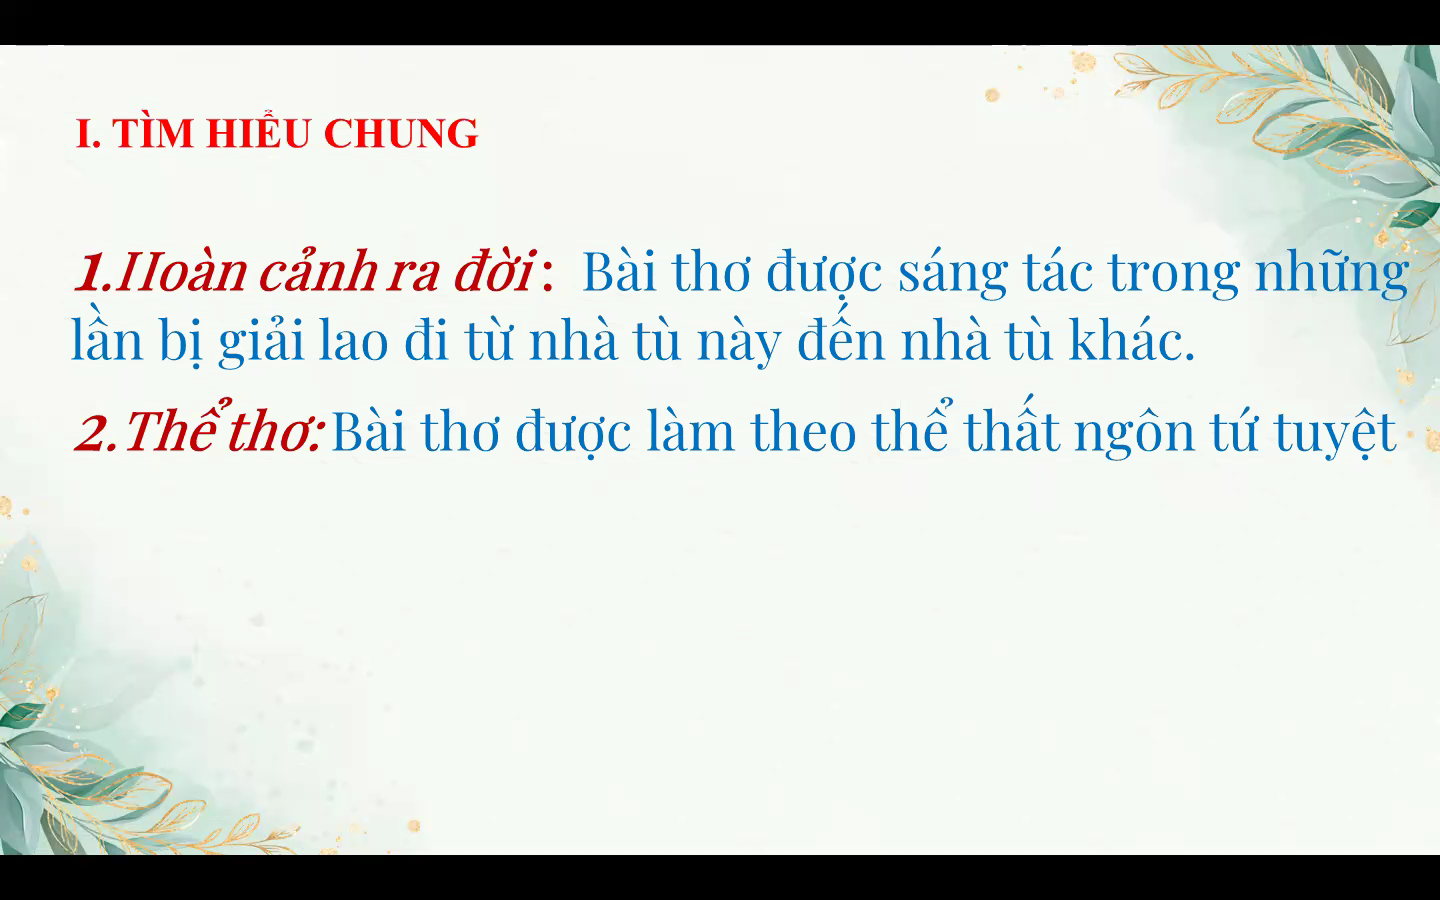 I. TÌM HIỂU CHUNG
1.Hoàn cảnh ra đời : Bài thơ được sáng tác trong những
lần bị giải lao đi từ nhà tù này đến nhà tù khác.
2.Thể thơ: Bài thơ được làm theo thể thất ngôn tứ tuyệt